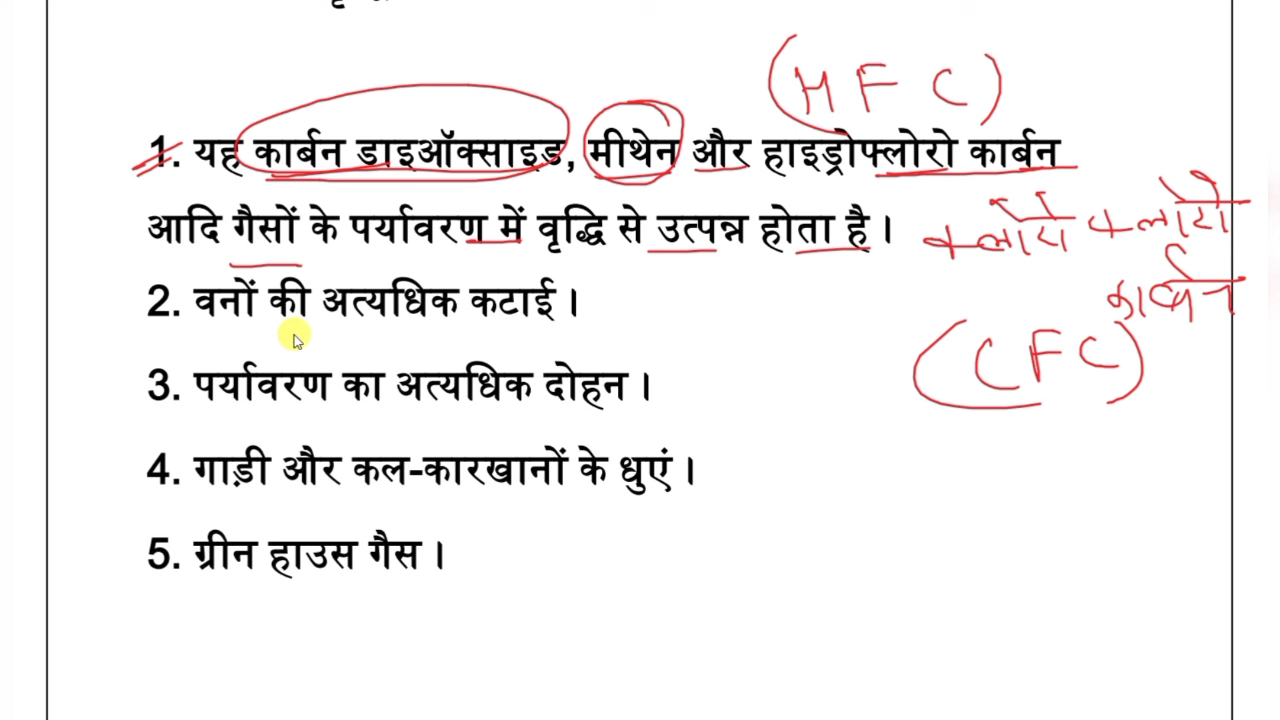 (HFC)
1. यह कार्बन डाइऑक्साइड, मीथेन और हाइड्रोफ्लोरो कार्बन
आदि गैसों के पर्यावरण में वृद्धि से उत्पन्न होता है।
क्लोरो क्लोरो
कार्बन
(CFC)
2. वनों की अत्यधिक कटाई।
3. पर्यावरण का अत्यधिक दोहन।
4. गाड़ी और कल-कारखानों के धुएं।
5. ग्रीन हाउस गैस।